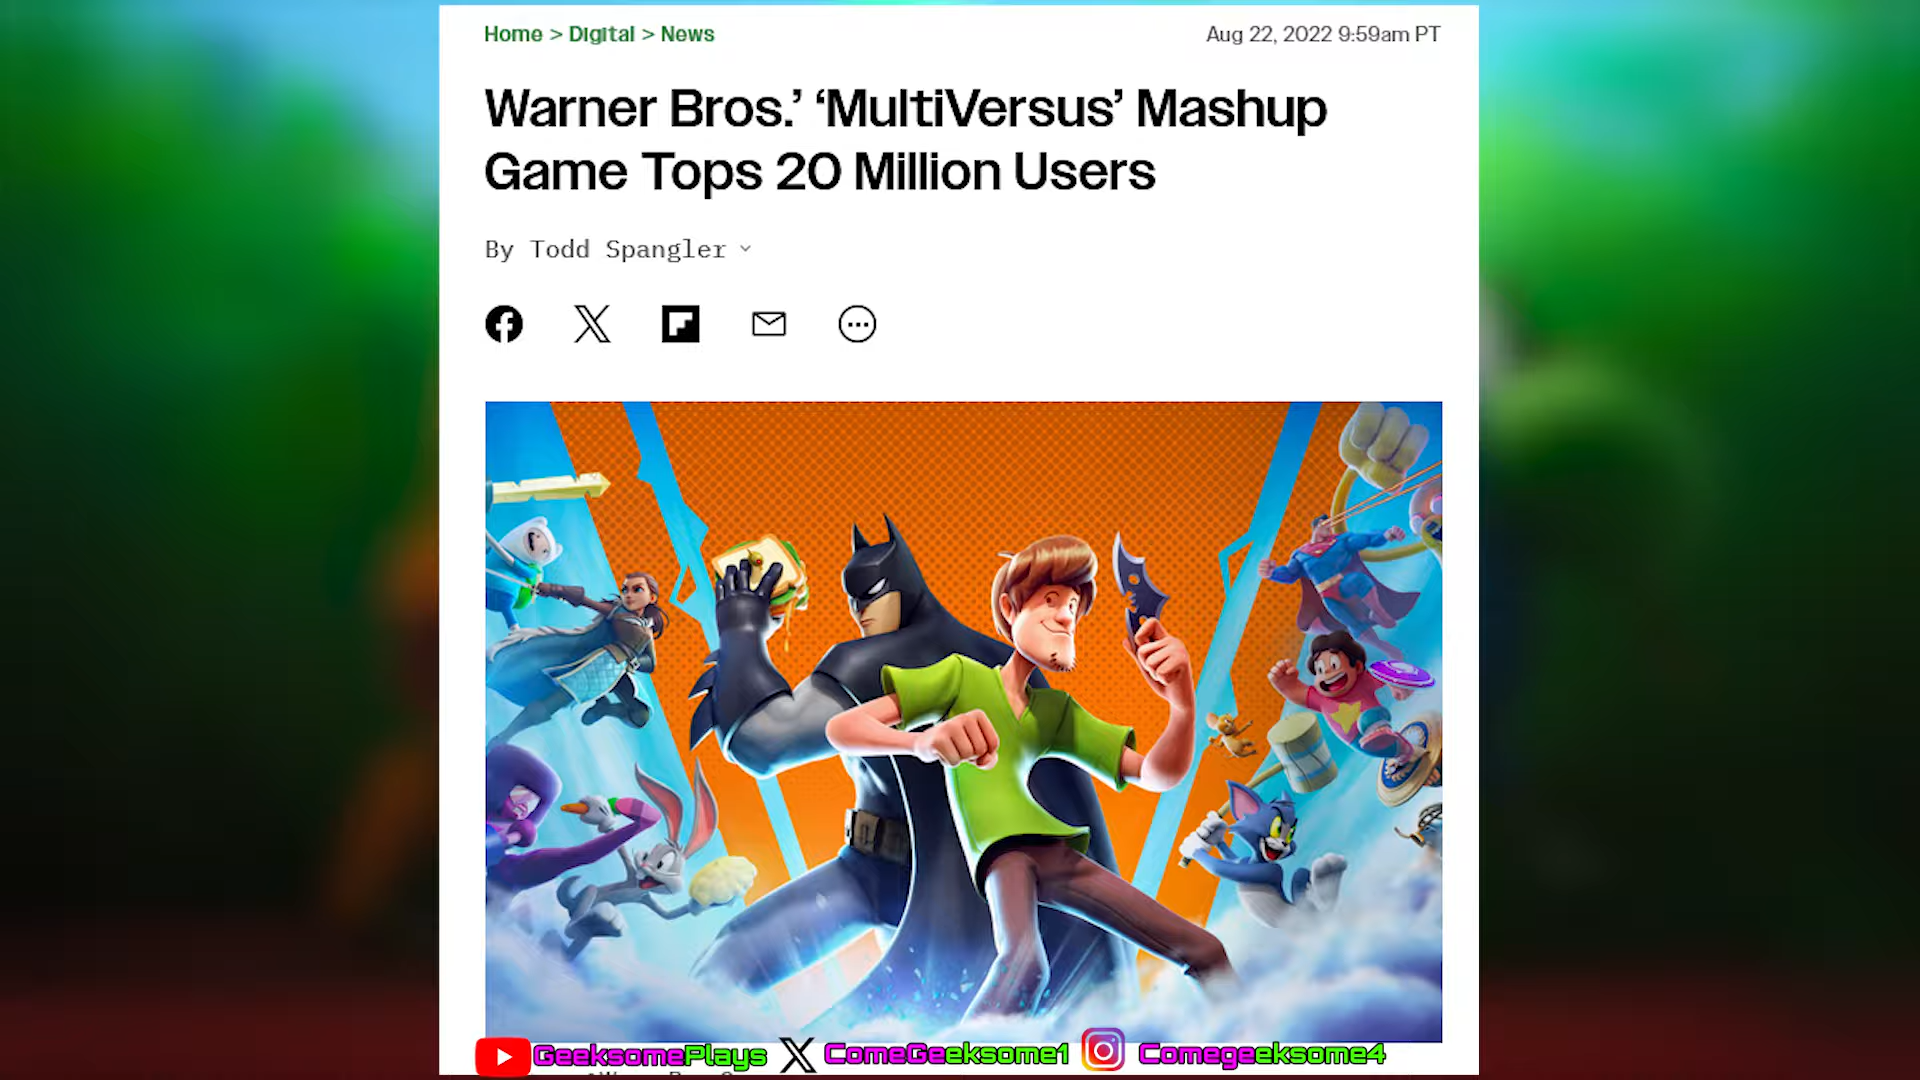 Home > Digital > News
Aug 22, 2022 9:59am PT
Warner Bros.’ ‘MultiVersus’ Mashup
Game Tops 20 Million Users
By Todd Spangler
GeeksomePlays ComeGeeksome1 Comegeeksome4